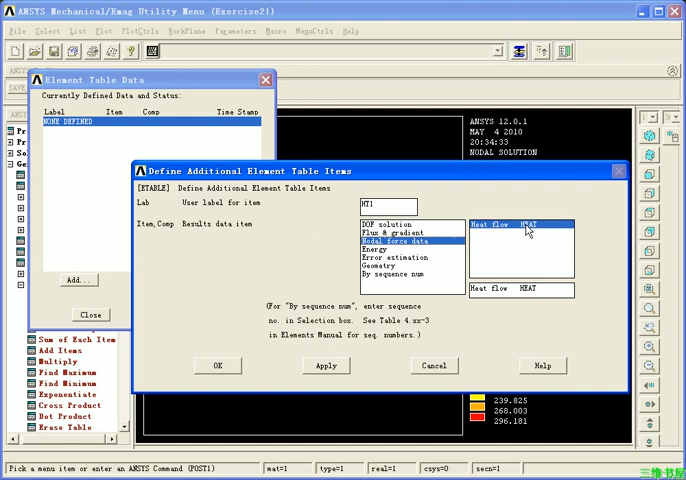 ANSYS Mechanical/Emag Utility Menu (Exercise21)
File Select List Plot PlotCtrls WorkPlane Parameters Macro MenuCtrls Help
Element Table Data
Currently Defined Data and Status:
Label Item Comp Time Stamp
NONE DEFINED
Add...
Close
ANSYS 12.0.1
MAY 4 2010
20:34:33
NODAL SOLUTION
Define Additional Element Table Items
[ETABLE] Define Additional Element Table Items
Lab User label for item HT1
Item,Comp Results data item
DOF solution
Flux & gradient
Nodal force data
Energy
Error estimation
Geometry
By sequence num
Heat flow HEAT
Heat flow HEAT
(For "By sequence num", enter sequence
no. in Selection box. See Table 4.xx-3
in Elements Manual for seq. numbers.)
OK Apply Cancel Help
Sum of Each Item
Add Items
Multiply
Find Maximum
Find Minimum
Exponentiate
Cross Product
Dot Product
Erase Table
239.825
268.003
296.181
Pick a menu item or enter an ANSYS Command (POST1) mat=1 type=1 real=1 csys=0 secn=1
三维书屋